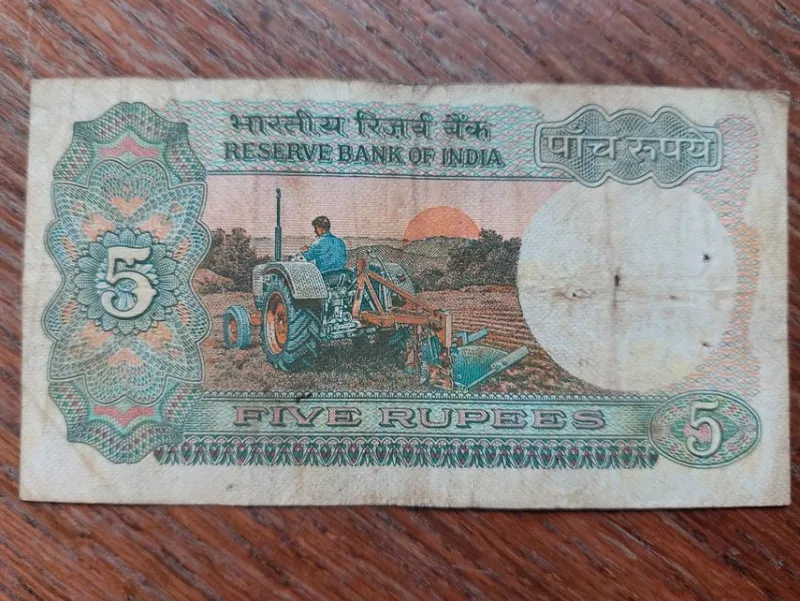 भारतीय रिज़र्व बैंक
RESERVE BANK OF INDIA
पाँच रुपये
5
FIVE RUPEES
5